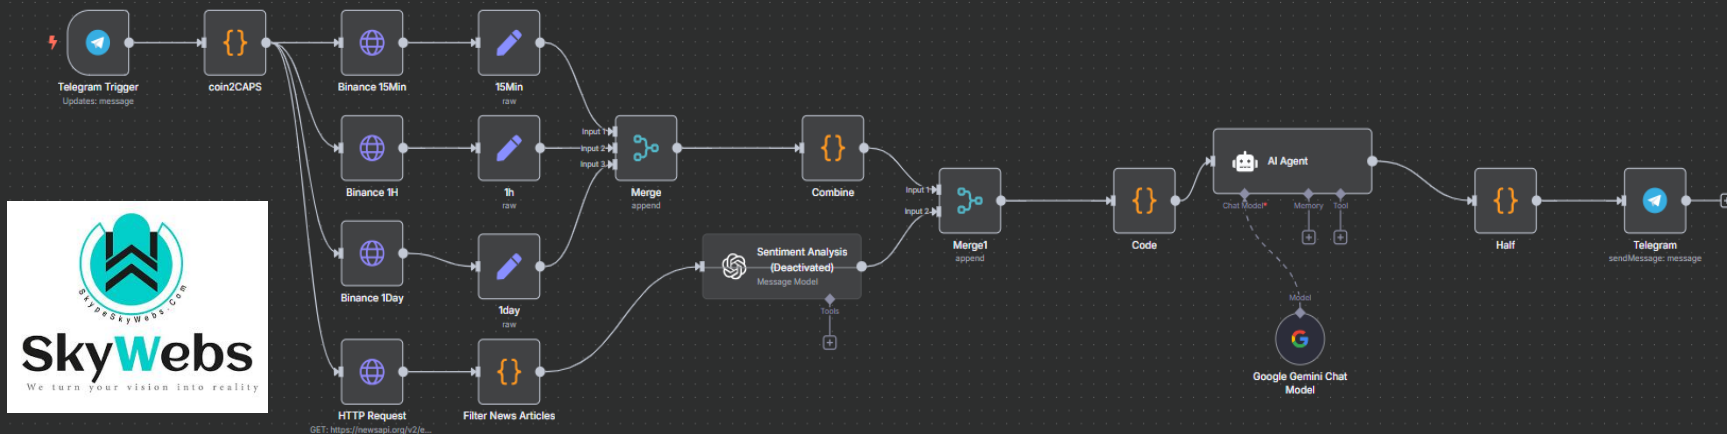 Telegram Trigger
Updates: message
coin2CAPS
Binance 15Min
15Min
raw
Binance 1H
1h
raw
Input 1
Input 2
Input 3
Merge
append
Combine
Binance 1Day
1day
raw
Sentiment Analysis
(Deactivated)
Message Model
Tools
Input 1
Input 2
Merge1
append
Code
AI Agent
Chat Model*
Memory
Tool
Model
Google Gemini Chat
Model
Half
Telegram
sendMessage: message
HTTP Request
GET: https://newsapi.org/v2/e...
Filter News Articles
SkypeSkyWebs.Com
SkyWebs
We turn your vision into reality